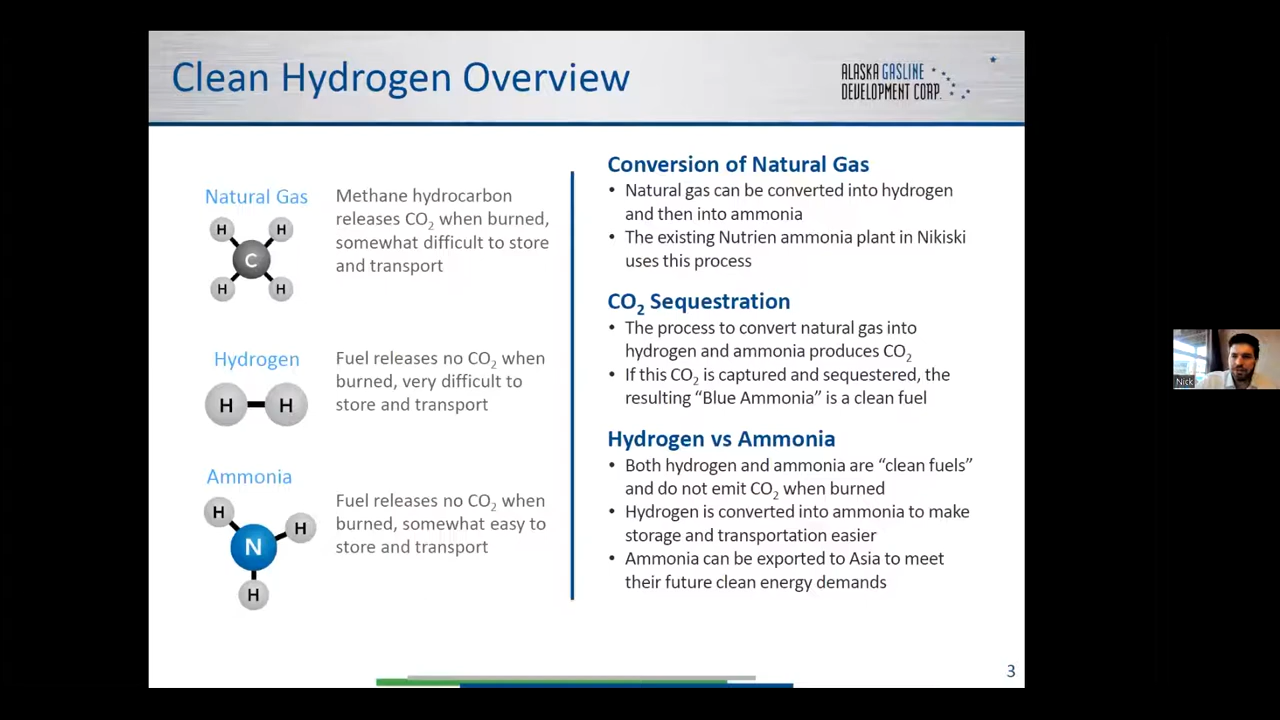 Clean Hydrogen Overview
ALASKA GASLINE
DEVELOPMENT CORP.
Natural Gas
H
H
C
H
H
Methane hydrocarbon
releases CO2 when burned,
somewhat difficult to store
and transport
Hydrogen
H H
Fuel releases no CO2 when
burned, very difficult to
store and transport
Ammonia
H
H
N
H
Fuel releases no CO2 when
burned, somewhat easy to
store and transport
Conversion of Natural Gas
• Natural gas can be converted into hydrogen
and then into ammonia
• The existing Nutrien ammonia plant in Nikiski
uses this process
CO2 Sequestration
• The process to convert natural gas into
hydrogen and ammonia produces CO2
• If this CO2 is captured and sequestered, the
resulting “Blue Ammonia” is a clean fuel
Hydrogen vs Ammonia
• Both hydrogen and ammonia are “clean fuels”
and do not emit CO2 when burned
• Hydrogen is converted into ammonia to make
storage and transportation easier
• Ammonia can be exported to Asia to meet
their future clean energy demands
3
Nick